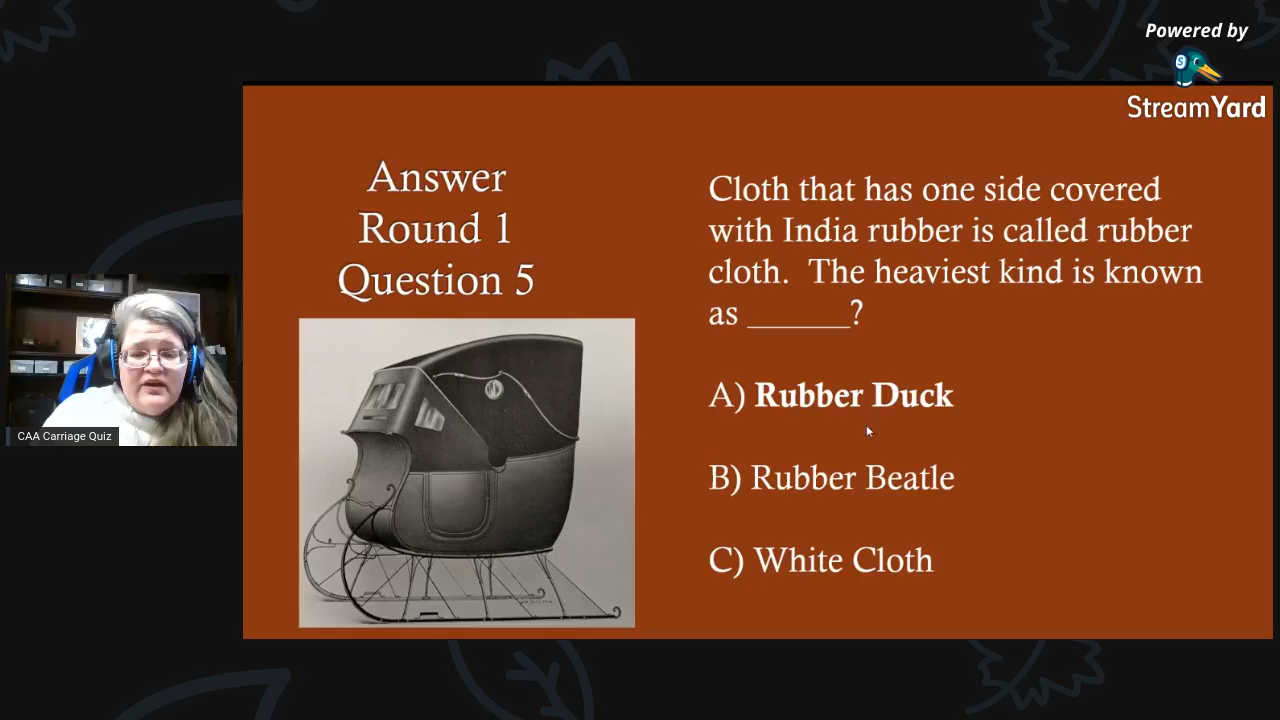 Powered by
StreamYard
Answer
Round 1
Question 5
Cloth that has one side covered
with India rubber is called rubber
cloth. The heaviest kind is known
as ______?
A) Rubber Duck
B) Rubber Beatle
C) White Cloth
CAA Carriage Quiz